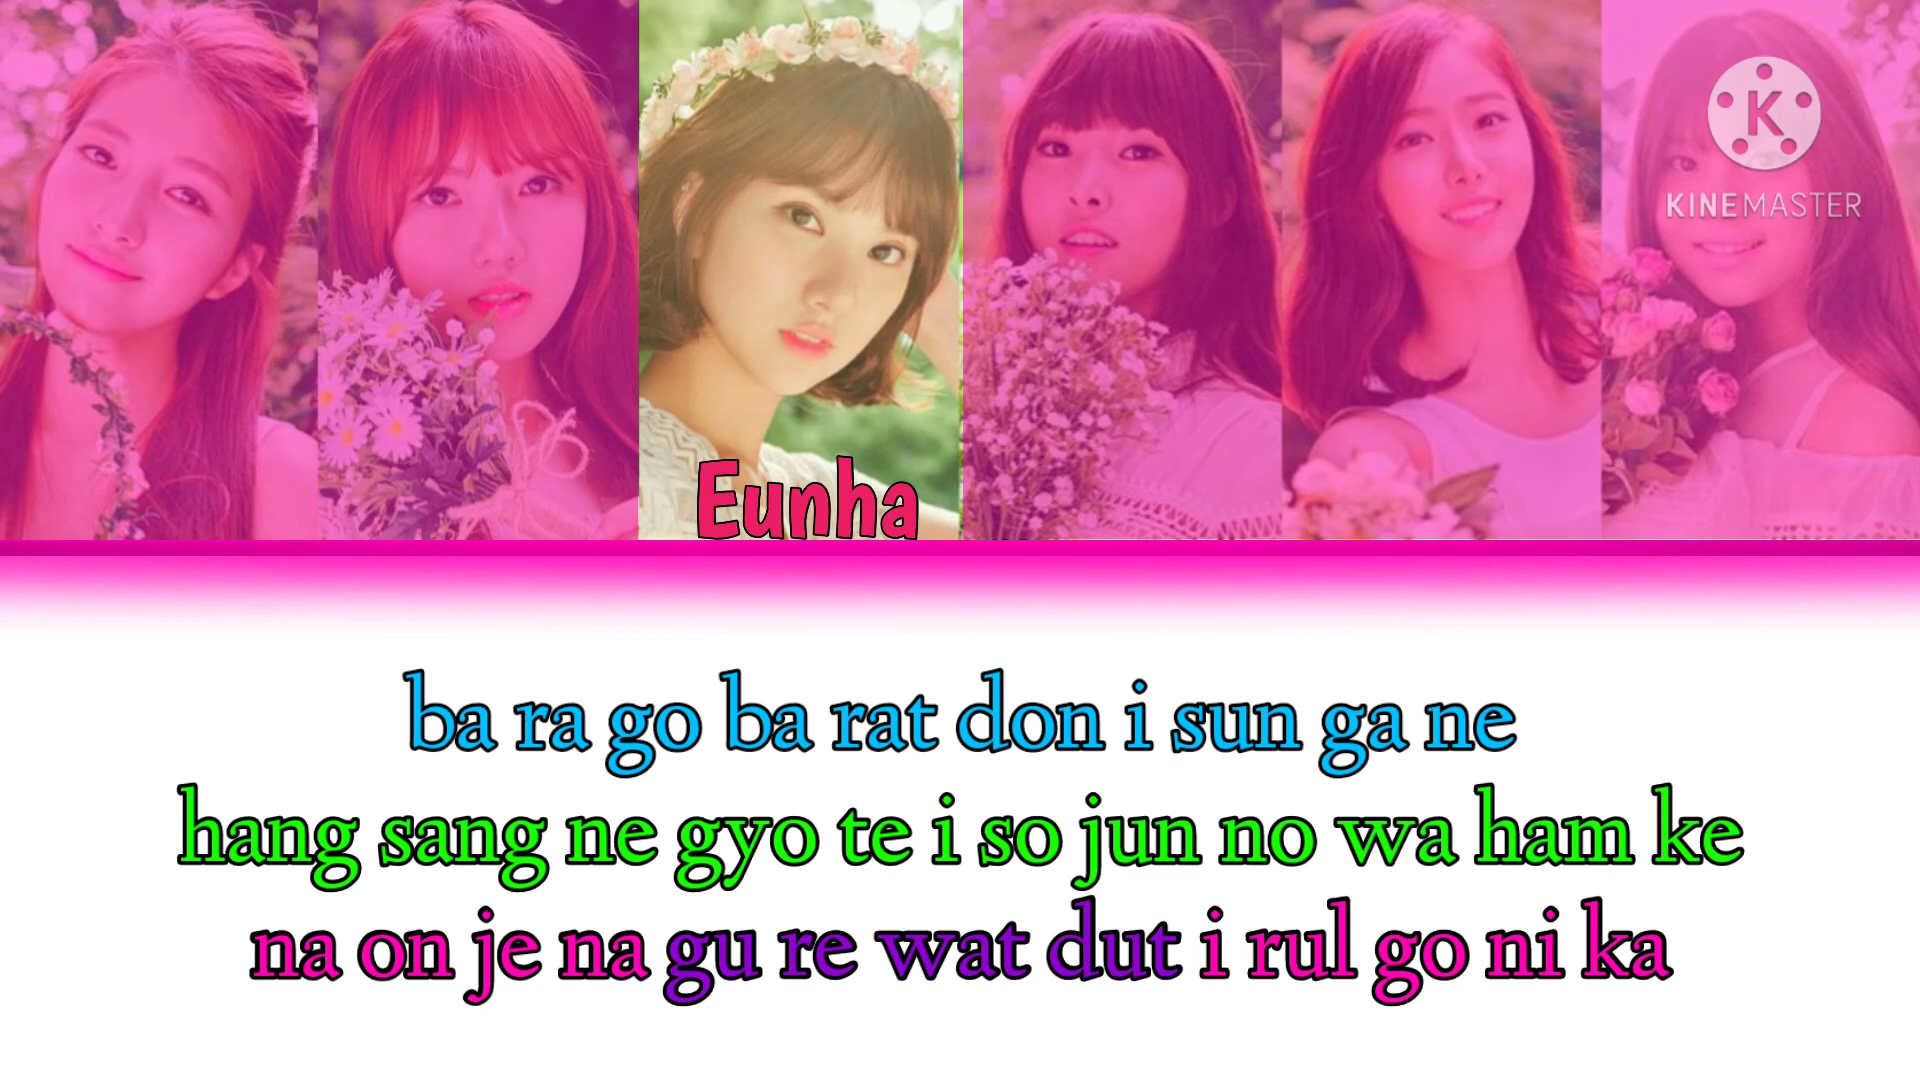 K
KINEMASTER
Eunha
ba ra go ba rat don i sun ga ne
hang sang ne gyo te i so jun no wa ham ke
na on je na gu re wat dut i rul go ni ka